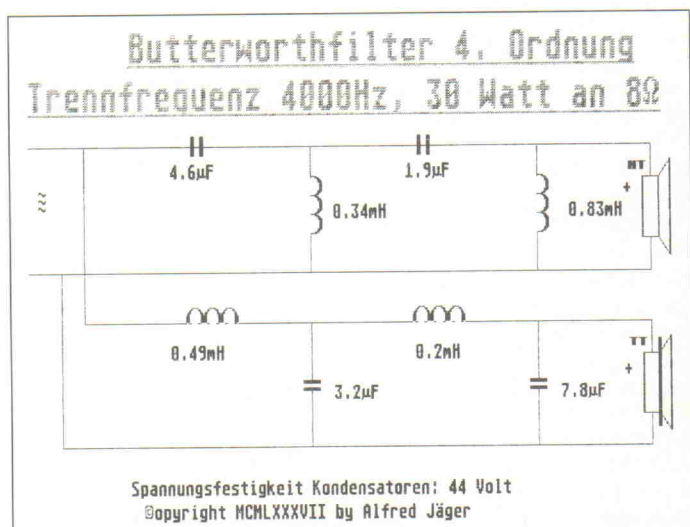 Butterworthfilter 4. Ordnung
Trennfrequenz 4000Hz, 30 Watt an 8Ω
4.6µF
1.9µF
HT
+
≈
0.34mH
0.83mH
0.49mH
0.2mH
TT
+
3.2µF
7.8µF
Spannungsfestigkeit Kondensatoren: 44 Volt
©opyright MCMLXXXVII by Alfred Jäger